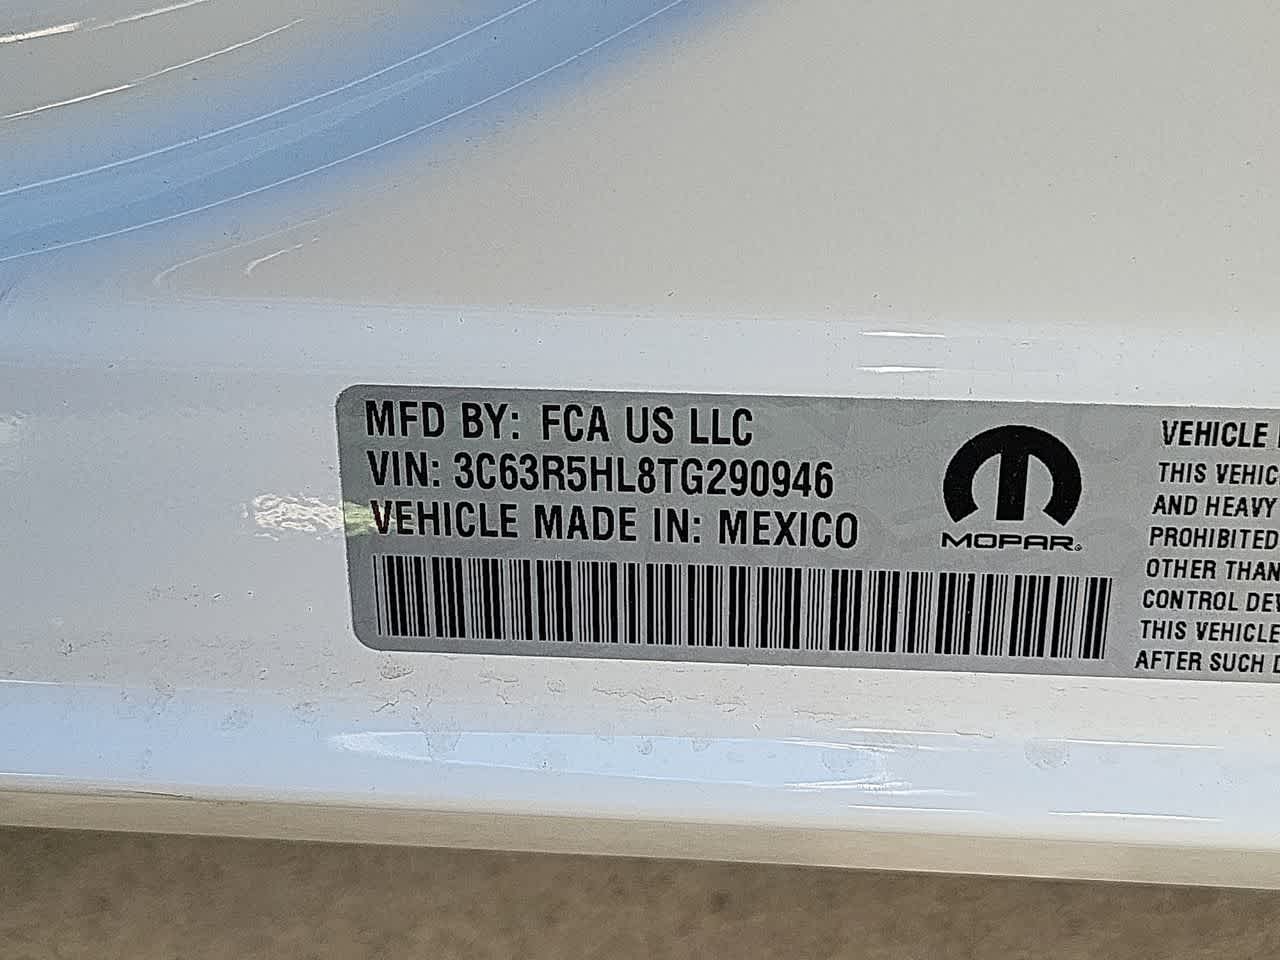 MFD BY: FCA US LLC
VIN: 3C63R5HL8TG290946
VEHICLE MADE IN: MEXICO
MOPAR®
VEHICLE
THIS VEHIC
AND HEAVY
PROHIBITED
OTHER THAN
CONTROL DEV
THIS VEHICLE
AFTER SUCH D